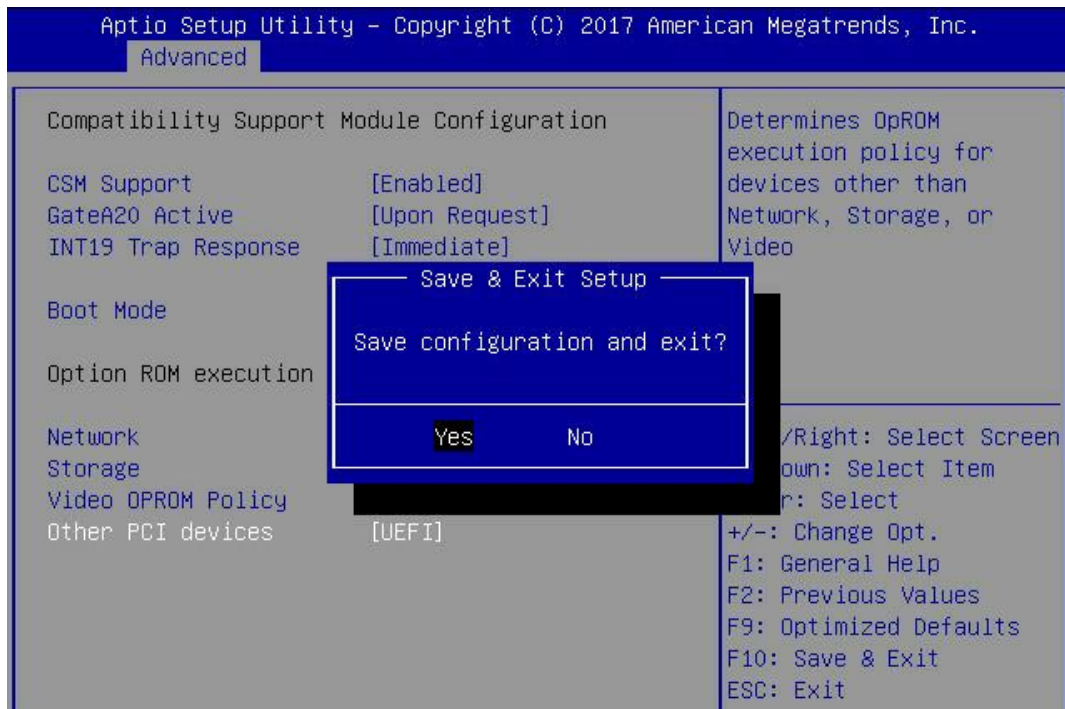 Aptio Setup Utility – Copyright (C) 2017 American Megatrends, Inc.
Advanced
Compatibility Support Module Configuration
CSM Support [Enabled]
GateA20 Active [Upon Request]
INT19 Trap Response [Immediate]
Boot Mode
Option ROM execution
Network
Storage
Video OPROM Policy
Other PCI devices [UEFI]
Save & Exit Setup
Save configuration and exit?
Yes No
Determines OpROM
execution policy for
devices other than
Network, Storage, or
Video
/Right: Select Screen
: Select Item
: Select
+/-: Change Opt.
F1: General Help
F2: Previous Values
F9: Optimized Defaults
F10: Save & Exit
ESC: Exit